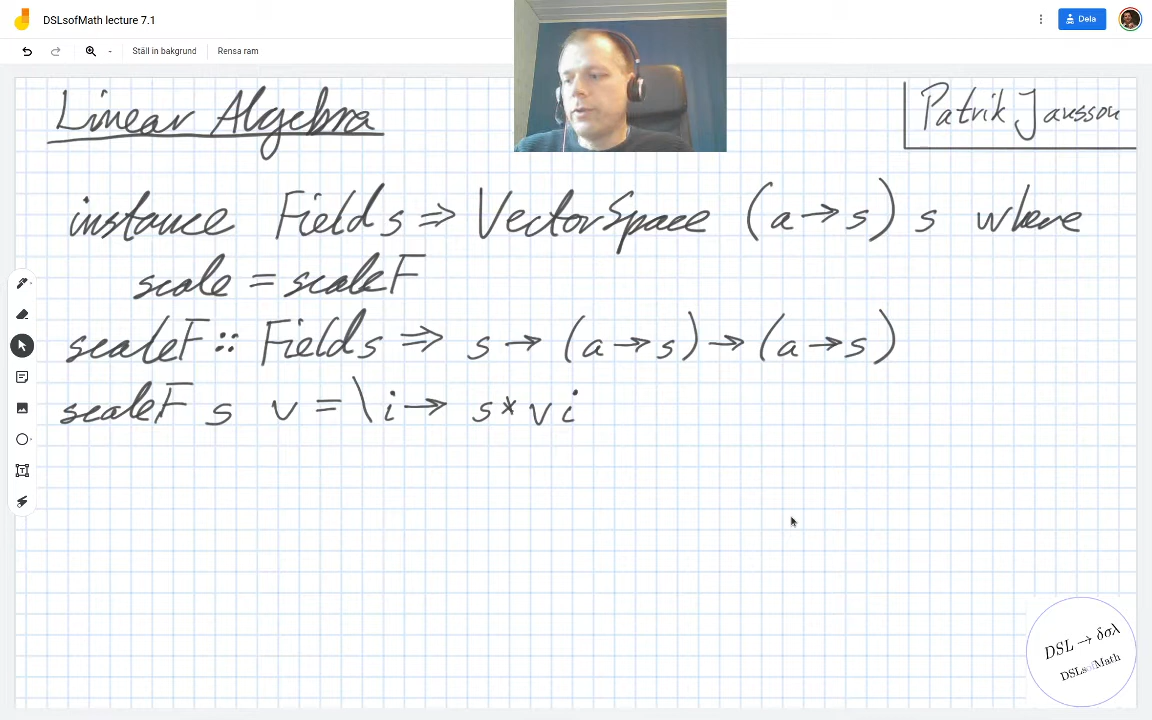 DSLsofMath lecture 7.1
Dela
Ställ in bakgrund
Rensa ram
Linear Algebra
Patrik Jansson
instance Field s => VectorSpace (a → s) s where
scale = scaleF
scaleF :: Field s => s → (a → s) → (a → s)
scaleF s v = \ i → s * v i
DSL → δσλ
DSLsofMath